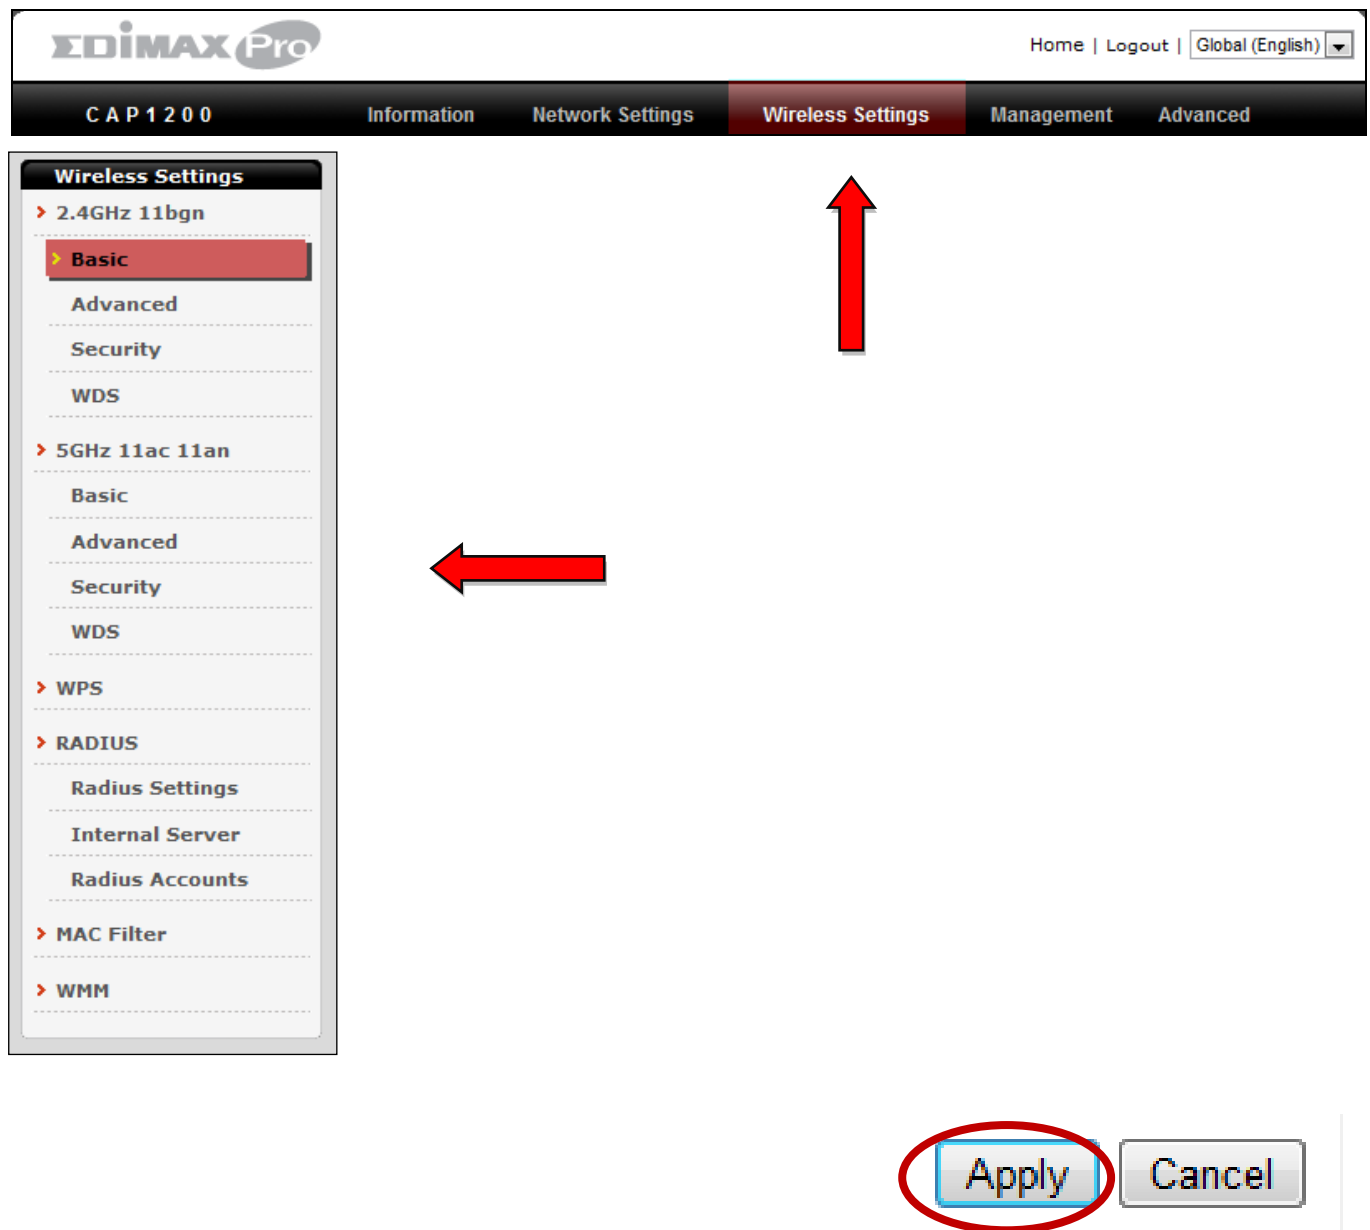 EDiMAX Pro
Home | Logout | Global (English)
CAP1200 Information Network Settings Wireless Settings Management Advanced
Wireless Settings
2.4GHz 11bgn
Basic
Advanced
Security
WDS
5GHz 11ac 11an
Basic
Advanced
Security
WDS
WPS
RADIUS
Radius Settings
Internal Server
Radius Accounts
MAC Filter
WMM
Apply Cancel